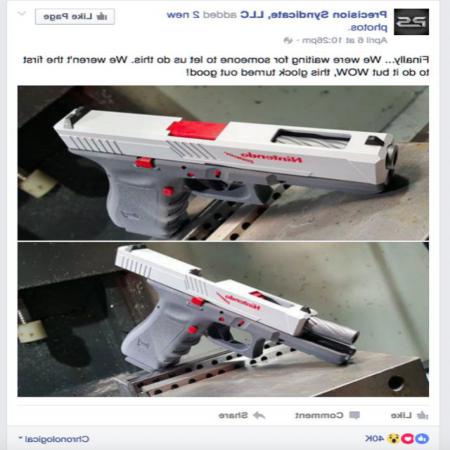 Precision Syndicate, LLC added 2 new
photos.
April 6 at 10:26pm ·
Like Page
Finally... We were waiting for someone to let us do this. We weren't the first
to do it but WOW, this glock turned out good!
PS
Nintendo
Nintendo
Like Comment Share
40K
Chronological